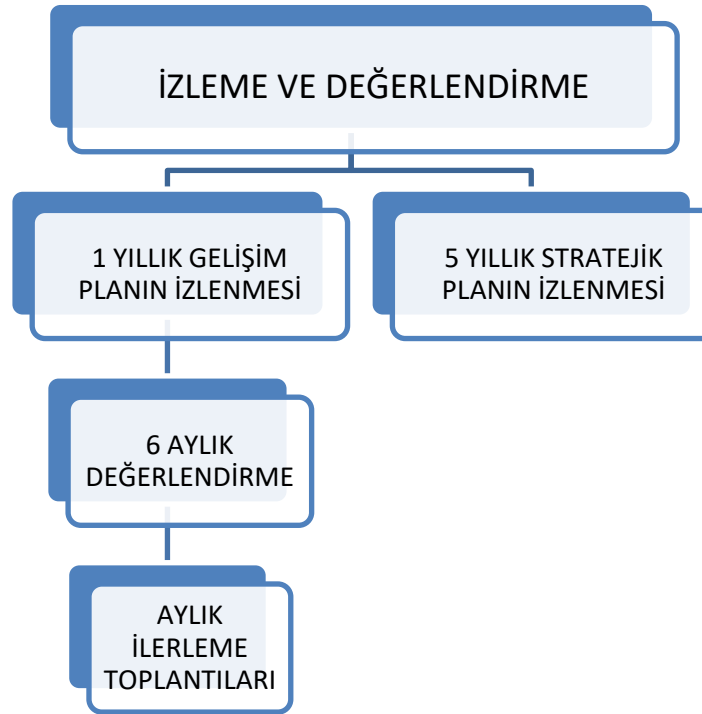 İZLEME VE DEĞERLENDİRME
1 YILLIK GELİŞİM
PLANIN İZLENMESİ
5 YILLIK STRATEJİK
PLANIN İZLENMESİ
6 AYLIK
DEĞERLENDİRME
AYLIK
İLERLEME
TOPLANTILARI